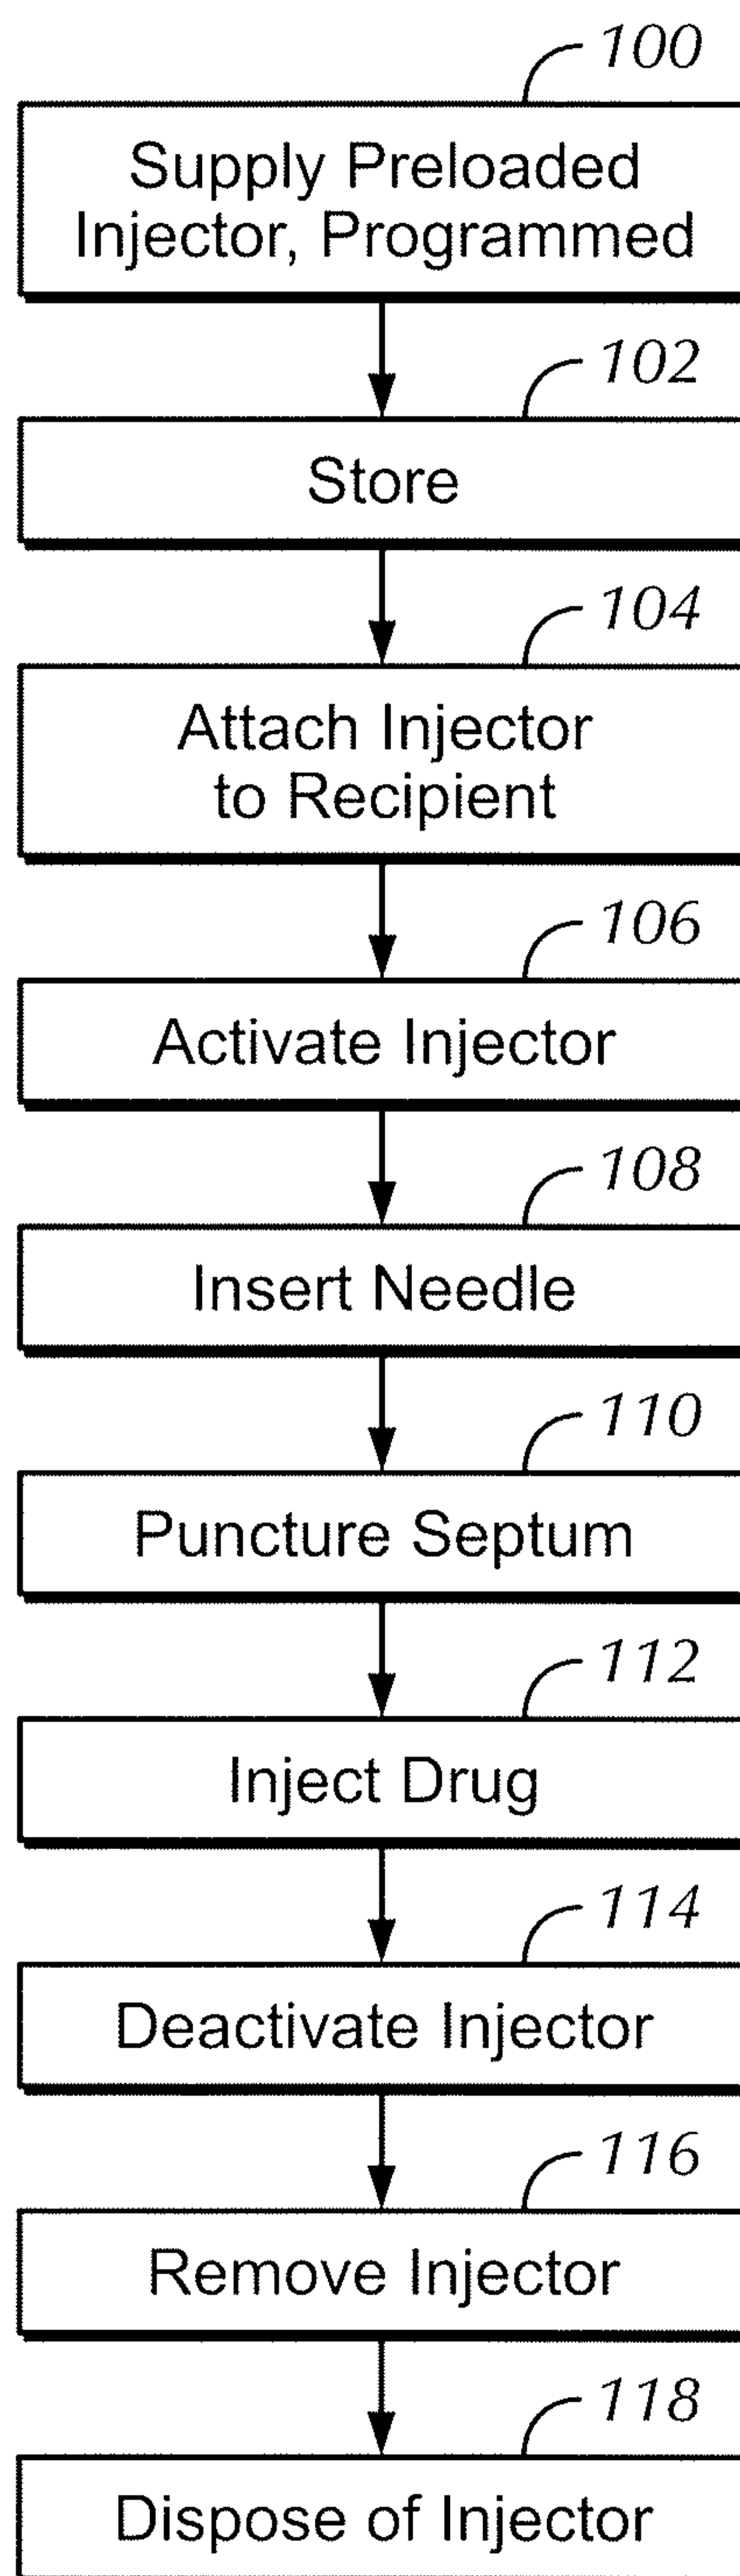 100
Supply Preloaded
Injector, Programmed
102
Store
104
Attach Injector
to Recipient
106
Activate Injector
108
Insert Needle
110
Puncture Septum
112
Inject Drug
114
Deactivate Injector
116
Remove Injector
118
Dispose of Injector